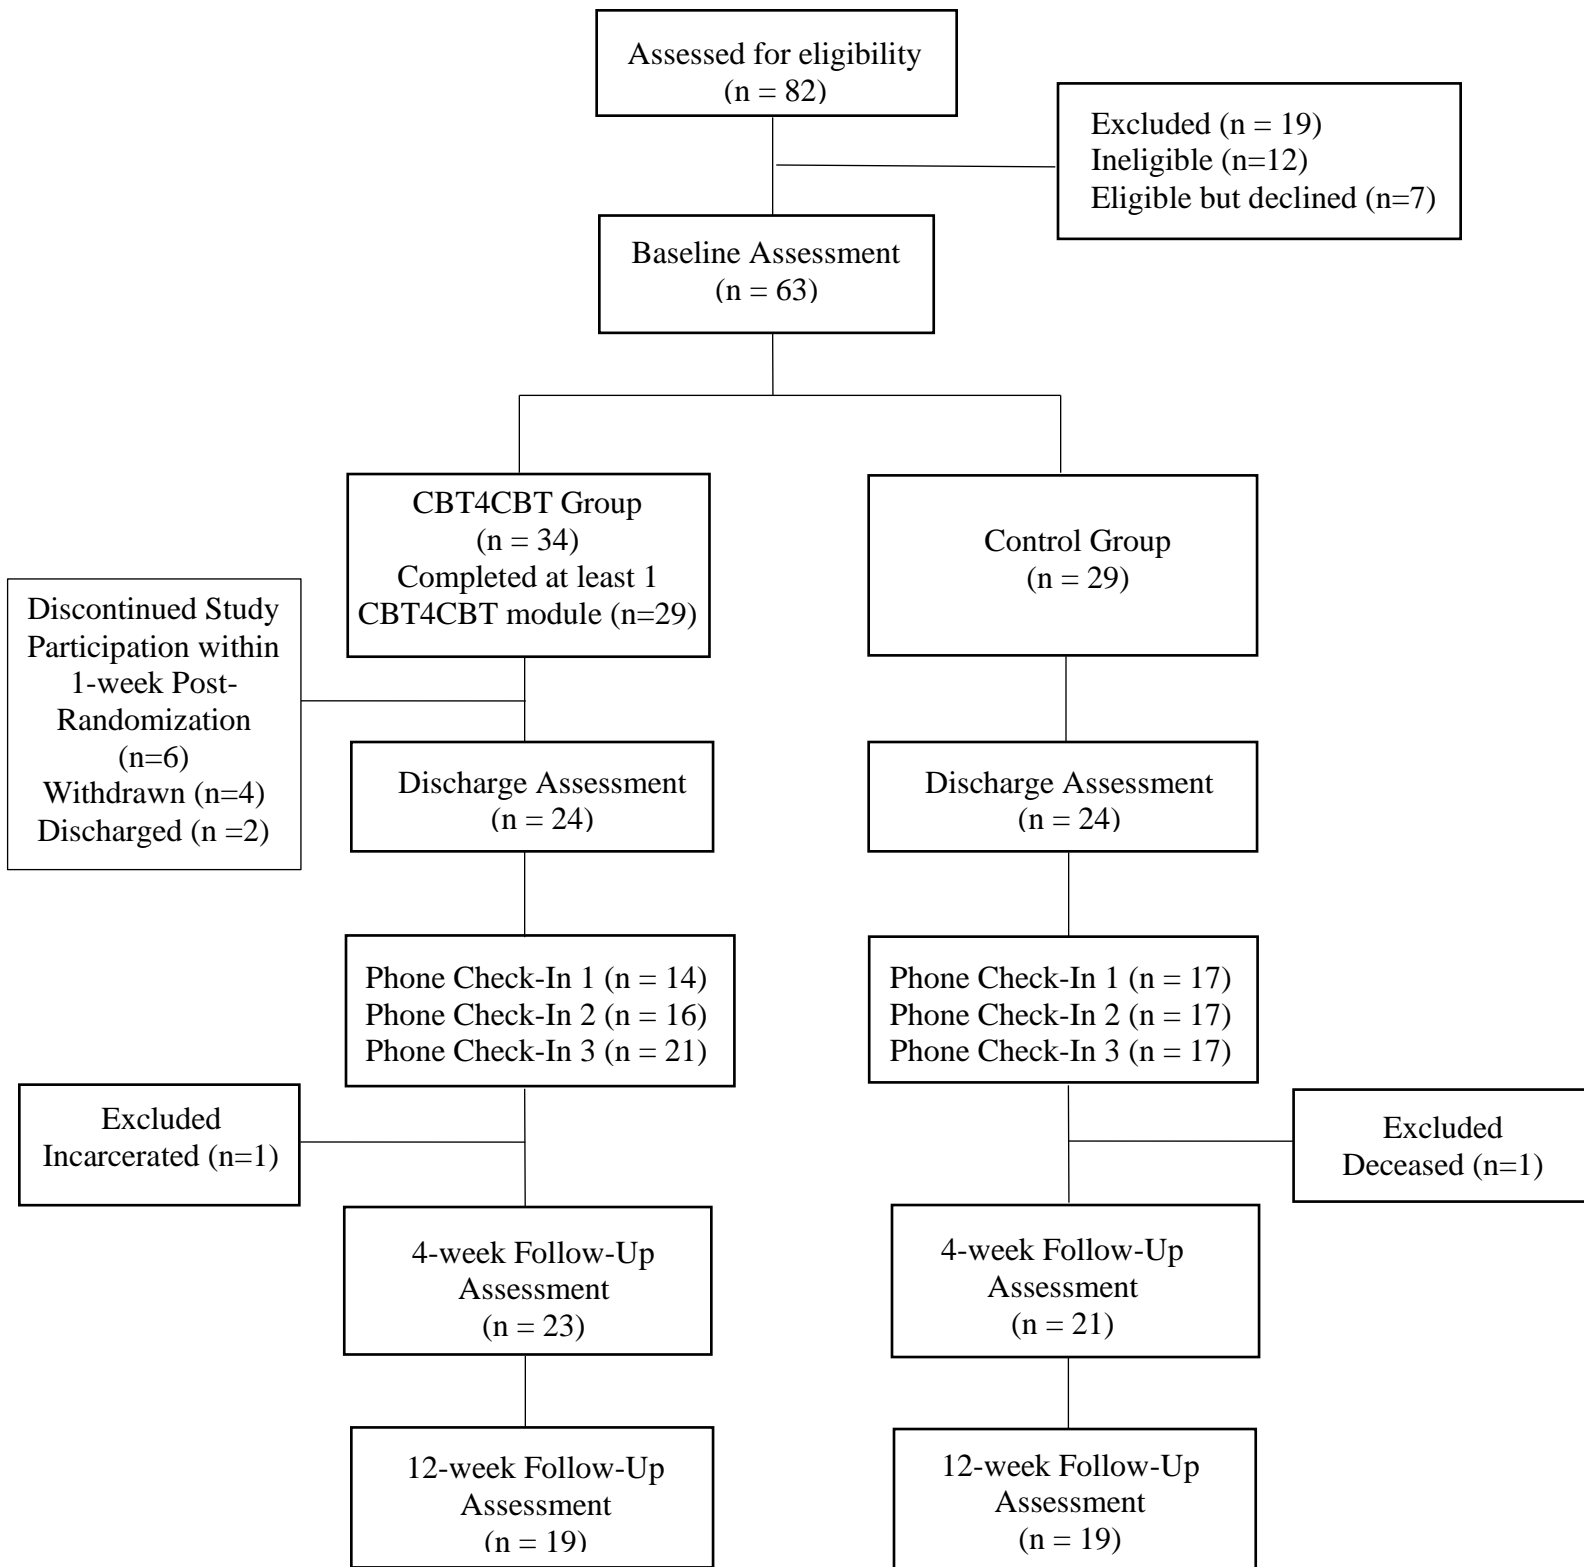 Assessed for eligibility
(n = 82)
Excluded (n = 19)
Ineligible (n=12)
Eligible but declined (n=7)
Baseline Assessment
(n = 63)
CBT4CBT Group
(n = 34)
Completed at least 1
CBT4CBT module (n=29)
Control Group
(n = 29)
Discontinued Study
Participation within
1-week Post-
Randomization
(n=6)
Withdrawn (n=4)
Discharged (n =2)
Discharge Assessment
(n = 24)
Discharge Assessment
(n = 24)
Phone Check-In 1 (n = 14)
Phone Check-In 2 (n = 16)
Phone Check-In 3 (n = 21)
Phone Check-In 1 (n = 17)
Phone Check-In 2 (n = 17)
Phone Check-In 3 (n = 17)
Excluded
Incarcerated (n=1)
Excluded
Deceased (n=1)
4-week Follow-Up
Assessment
(n = 23)
4-week Follow-Up
Assessment
(n = 21)
12-week Follow-Up
Assessment
(n = 19)
12-week Follow-Up
Assessment
(n = 19)